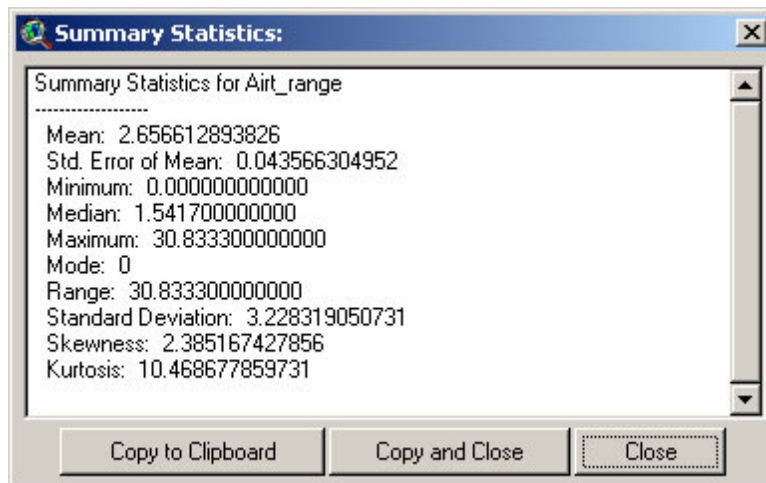 Summary Statistics:
Summary Statistics for Airt_range
-------------------
Mean: 2.656612893826
Std. Error of Mean: 0.043566304952
Minimum: 0.000000000000
Median: 1.541700000000
Maximum: 30.833300000000
Mode: 0
Range: 30.833300000000
Standard Deviation: 3.228319050731
Skewness: 2.385167427856
Kurtosis: 10.468677859731
Copy to Clipboard Copy and Close Close